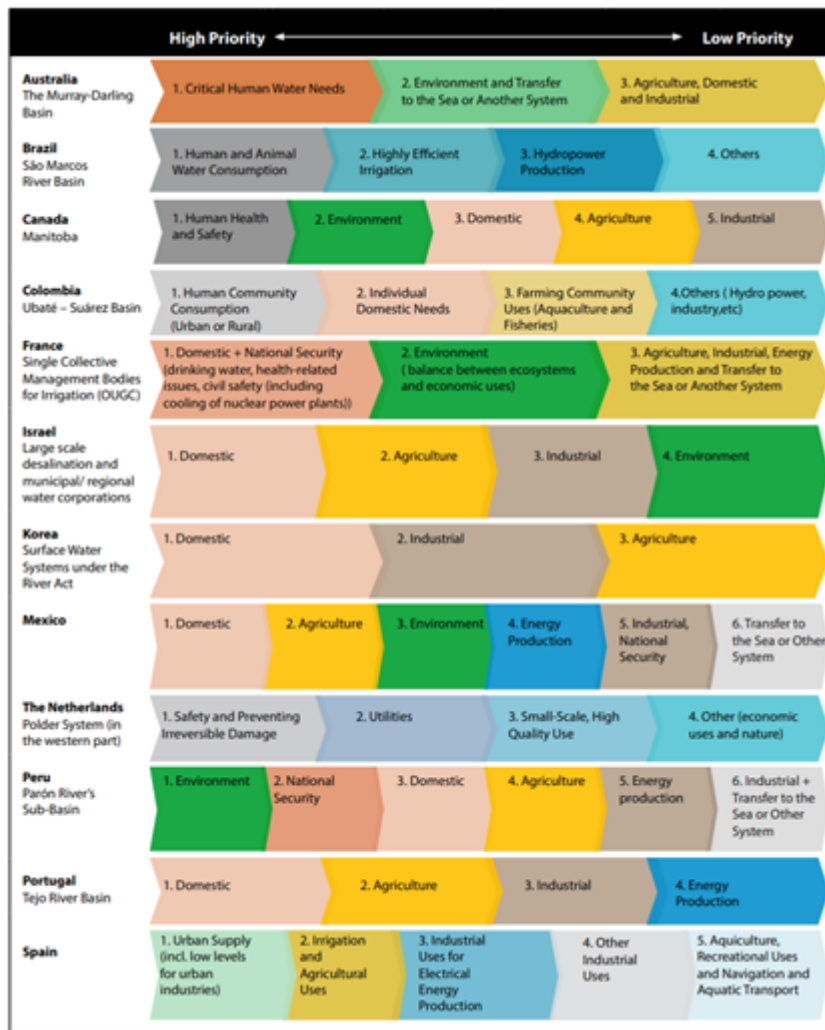 High Priority
Low Priority
Australia
The Murray-Darling
Basin
1. Critical Human Water Needs
2. Environment and Transfer
to the Sea or Another System
3. Agriculture, Domestic
and Industrial
Brazil
São Marcos
River Basin
1. Human and Animal
Water Consumption
2. Highly Efficient
Irrigation
3. Hydropower
Production
4. Others
Canada
Manitoba
1. Human Health
and Safety
2. Environment
3. Domestic
4. Agriculture
5. Industrial
Colombia
Ubaté – Suárez Basin
1. Human Community
Consumption
(Urban or Rural)
2. Individual
Domestic Needs
3. Farming Community
Uses (Aquaculture and
Fisheries)
4.Others ( Hydro power,
industry,etc)
France
Single Collective
Management Bodies
for Irrigation (OUGC)
1. Domestic + National Security
(drinking water, health-related
issues, civil safety (including
cooling of nuclear power plants))
2. Environment
( balance between ecosystems
and economic uses)
3. Agriculture, Industrial, Energy
Production and Transfer to
the Sea or Another System
Israel
Large scale
desalination and
municipal/ regional
water corporations
1. Domestic
2. Agriculture
3. Industrial
4. Environment
Korea
Surface Water
Systems under the
River Act
1. Domestic
2. Industrial
3. Agriculture
Mexico
1. Domestic
2. Agriculture
3. Environment
4. Energy
Production
5. Industrial,
National
Security
6. Transfer to
the Sea or Other
System
The Netherlands
Polder System (in
the western part)
1. Safety and Preventing
Irreversible Damage
2. Utilities
3. Small-Scale, High
Quality Use
4. Other (economic
uses and nature)
Peru
Parón River's
Sub-Basin
1. Environment
2. National
Security
3. Domestic
4. Agriculture
5. Energy
production
6. Industrial +
Transfer to the
Sea or Other
System
Portugal
Tejo River Basin
1. Domestic
2. Agriculture
3. Industrial
4. Energy
Production
Spain
1. Urban Supply
(incl. low levels
for urban
industries)
2. Irrigation
and
Agricultural
Uses
3. Industrial
Uses for
Electrical
Energy
Production
4. Other
Industrial
Uses
5. Aquiculture,
Recreational Uses
and Navigation and
Aquatic Transport